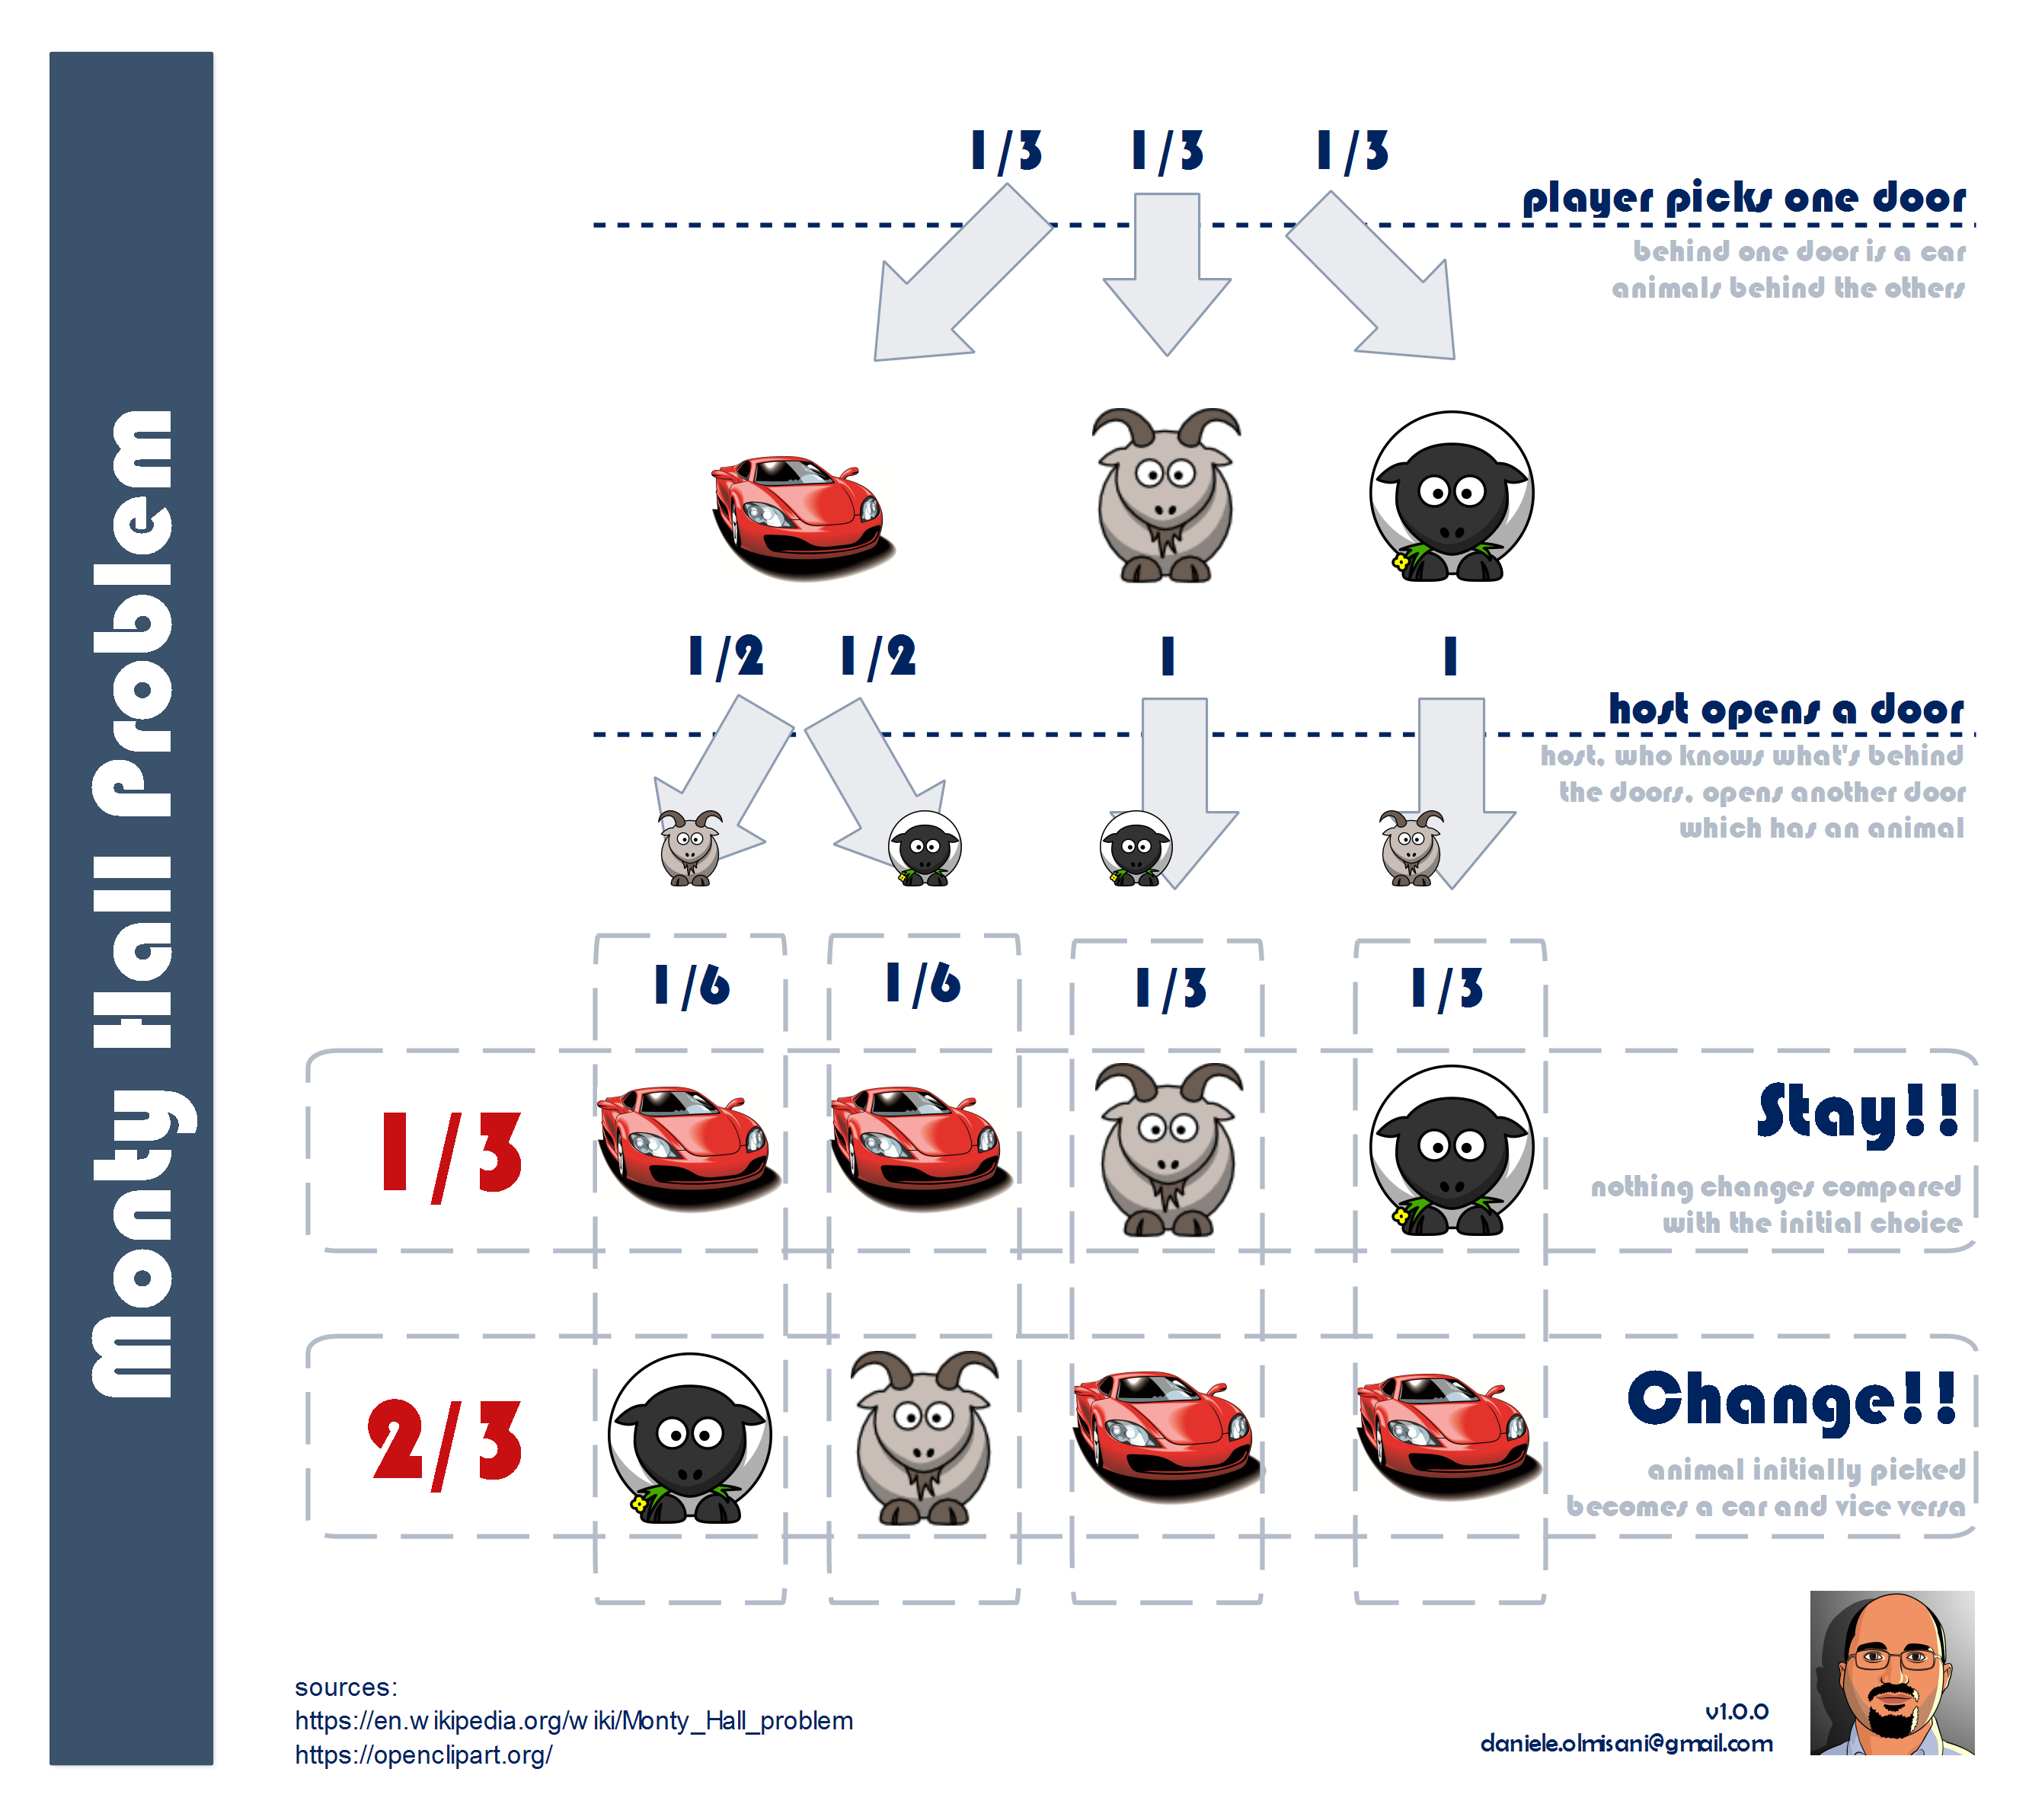 Monty Hall Problem
1/3 1/3 1/3
player picks one door
behind one door is a car
animals behind the others
1/2 1/2 1 1
host opens a door
host, who knows what's behind
the doors, opens another door
which has an animal
1/6 1/6 1/3 1/3
1/3
Stay!!
nothing changes compared
with the initial choice
2/3
Change!!
animal initially picked
becomes a car and vice versa
sources:
https://en.wikipedia.org/wiki/Monty_Hall_problem
https://openclipart.org/
v1.0.0
daniele.olmisani@gmail.com